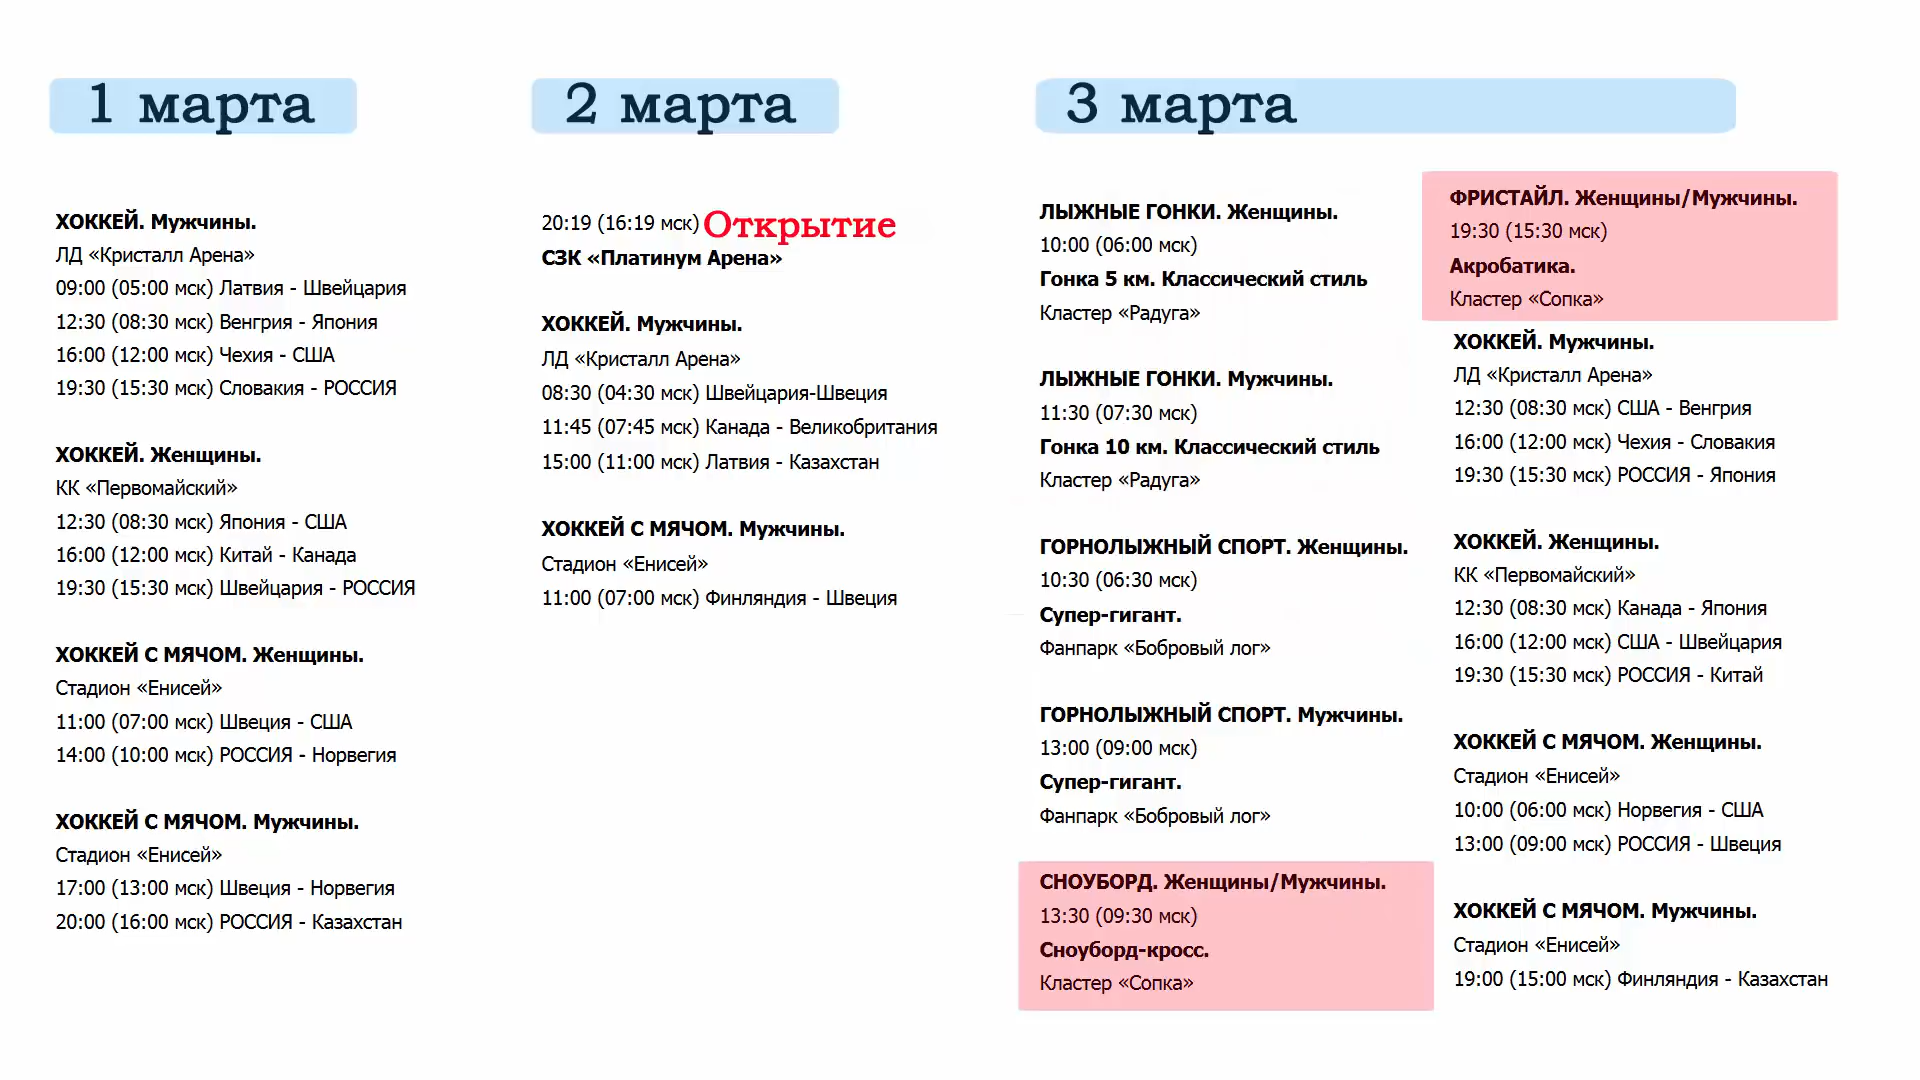 1 марта
ХОККЕЙ. Мужчины.
ЛД «Кристалл Арена»
09:00 (05:00 мск) Латвия - Швейцария
12:30 (08:30 мск) Венгрия - Япония
16:00 (12:00 мск) Чехия - США
19:30 (15:30 мск) Словакия - РОССИЯ
ХОККЕЙ. Женщины.
КК «Первомайский»
12:30 (08:30 мск) Япония - США
16:00 (12:00 мск) Китай - Канада
19:30 (15:30 мск) Швейцария - РОССИЯ
ХОККЕЙ С МЯЧОМ. Женщины.
Стадион «Енисей»
11:00 (07:00 мск) Швеция - США
14:00 (10:00 мск) РОССИЯ - Норвегия
ХОККЕЙ С МЯЧОМ. Мужчины.
Стадион «Енисей»
17:00 (13:00 мск) Швеция - Норвегия
20:00 (16:00 мск) РОССИЯ - Казахстан
2 марта
20:19 (16:19 мск) Открытие
СЗК «Платинум Арена»
ХОККЕЙ. Мужчины.
ЛД «Кристалл Арена»
08:30 (04:30 мск) Швейцария-Швеция
11:45 (07:45 мск) Канада - Великобритания
15:00 (11:00 мск) Латвия - Казахстан
ХОККЕЙ С МЯЧОМ. Мужчины.
Стадион «Енисей»
11:00 (07:00 мск) Финляндия - Швеция
3 марта
ЛЫЖНЫЕ ГОНКИ. Женщины.
10:00 (06:00 мск)
Гонка 5 км. Классический стиль
Кластер «Радуга»
ЛЫЖНЫЕ ГОНКИ. Мужчины.
11:30 (07:30 мск)
Гонка 10 км. Классический стиль
Кластер «Радуга»
ГОРНОЛЫЖНЫЙ СПОРТ. Женщины.
10:30 (06:30 мск)
Супер-гигант.
Фанпарк «Бобровый лог»
ГОРНОЛЫЖНЫЙ СПОРТ. Мужчины.
13:00 (09:00 мск)
Супер-гигант.
Фанпарк «Бобровый лог»
СНОУБОРД. Женщины/Мужчины.
13:30 (09:30 мск)
Сноуборд-кросс.
Кластер «Сопка»
ФРИСТАЙЛ. Женщины/Мужчины.
19:30 (15:30 мск)
Акробатика.
Кластер «Сопка»
ХОККЕЙ. Мужчины.
ЛД «Кристалл Арена»
12:30 (08:30 мск) США - Венгрия
16:00 (12:00 мск) Чехия - Словакия
19:30 (15:30 мск) РОССИЯ - Япония
ХОККЕЙ. Женщины.
КК «Первомайский»
12:30 (08:30 мск) Канада - Япония
16:00 (12:00 мск) США - Швейцария
19:30 (15:30 мск) РОССИЯ - Китай
ХОККЕЙ С МЯЧОМ. Женщины.
Стадион «Енисей»
10:00 (06:00 мск) Норвегия - США
13:00 (09:00 мск) РОССИЯ - Швеция
ХОККЕЙ С МЯЧОМ. Мужчины.
Стадион «Енисей»
19:00 (15:00 мск) Финляндия - Казахстан